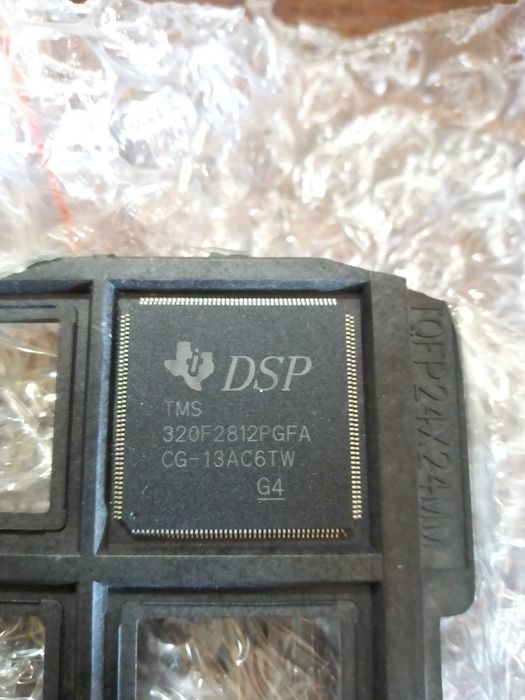 DSP
TMS
320F2812PGFA
CG-13AC6TW
G4
TQFP24X24MM